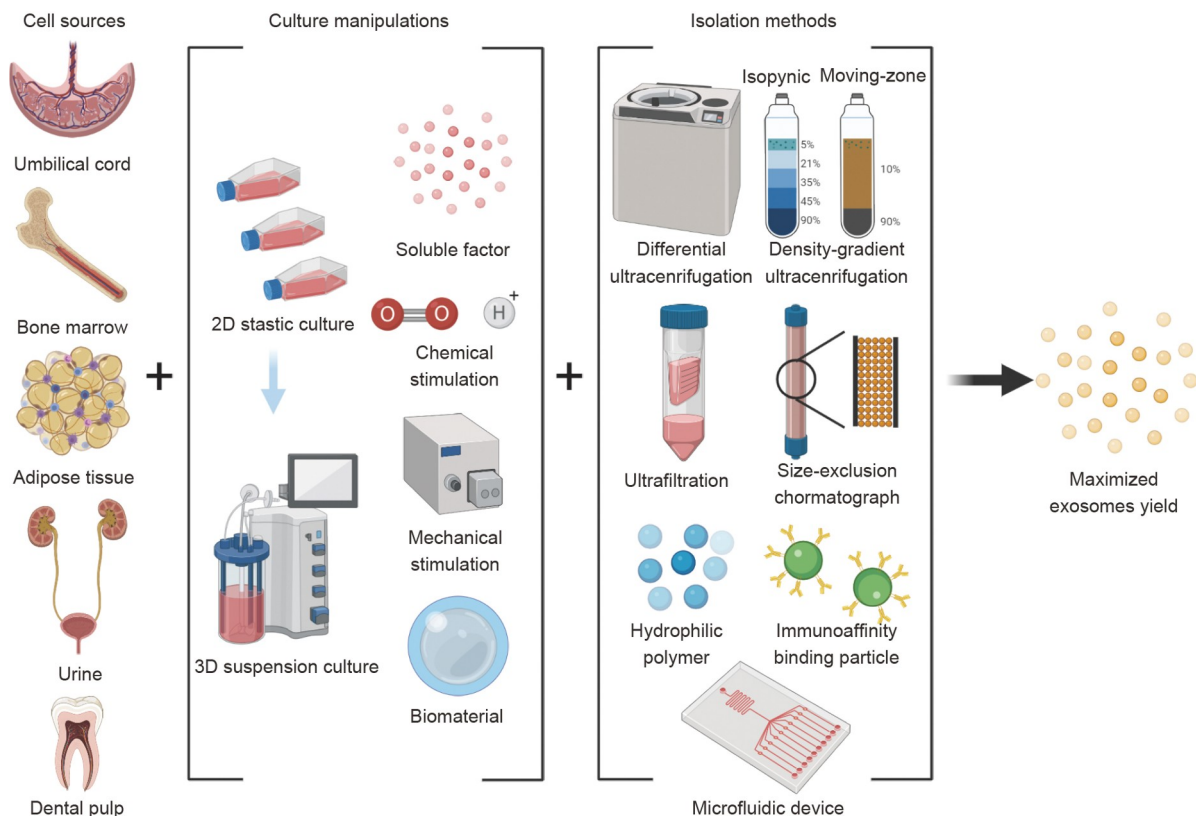 Cell sources
Umbilical cord
Bone marrow
Adipose tissue
Urine
Dental pulp
+
Culture manipulations
2D stastic culture
3D suspension culture
Soluble factor
O O H+
Chemical
stimulation
Mechanical
stimulation
Biomaterial
+
Isolation methods
Isopynic
Moving-zone
5%
21%
35%
45%
90%
10%
90%
Differential
ultracenrifugation
Density-gradient
ultracenrifugation
Ultrafiltration
Size-exclusion
chormatograph
Hydrophilic
polymer
Immunoaffinity
binding particle
Microfluidic device
Maximized
exosomes yield